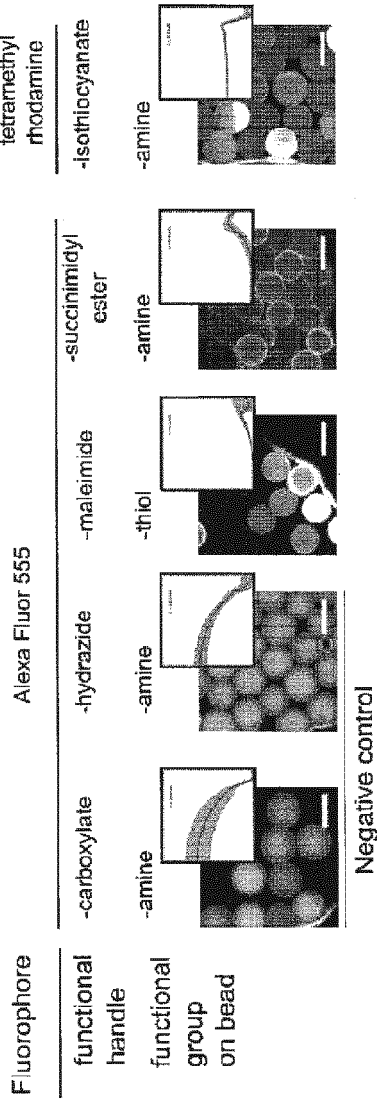 Fluorophore
Alexa Fluor 555
tetramethyl
rhodamine
functional
handle
-carboxylate
-hydrazide
-maleimide
-succinimidyl
ester
-isothiocyanate
functional
group
on bead
-amine
-amine
-thiol
-amine
-amine
Negative control